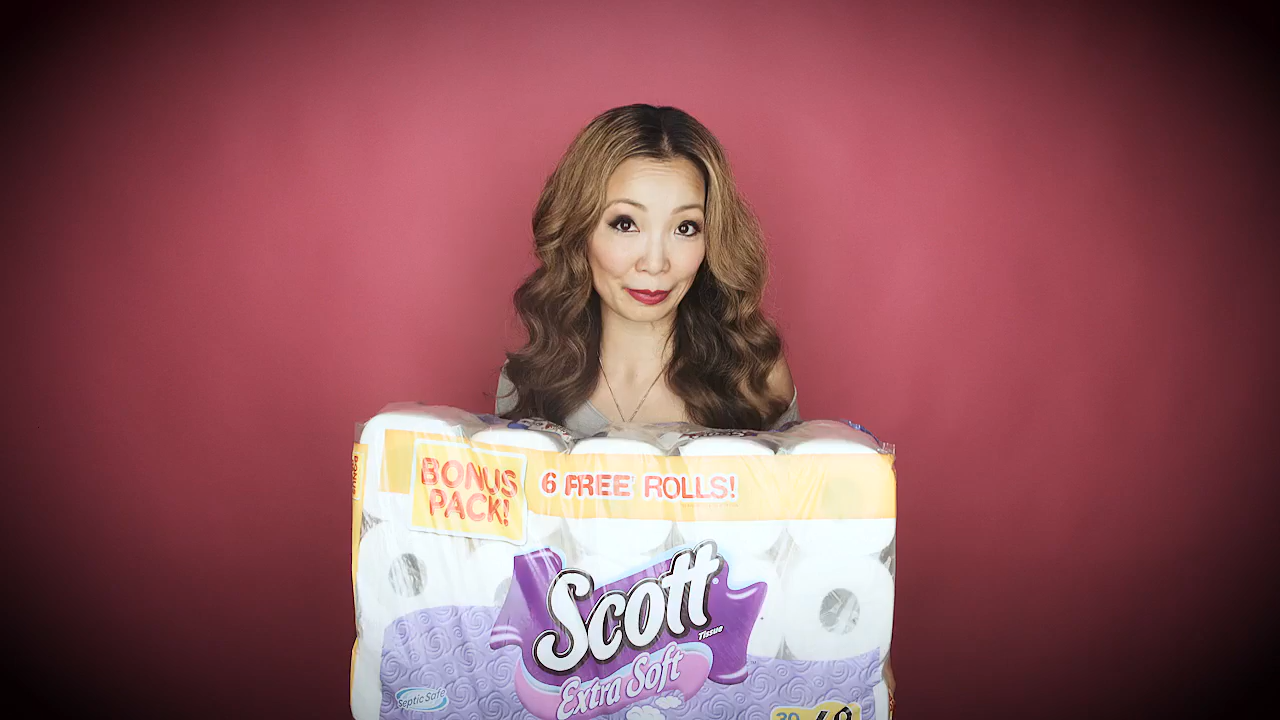 BONUS
PACK!
6 FREE ROLLS!
Scott
Tissue
Extra Soft
Septic Safe